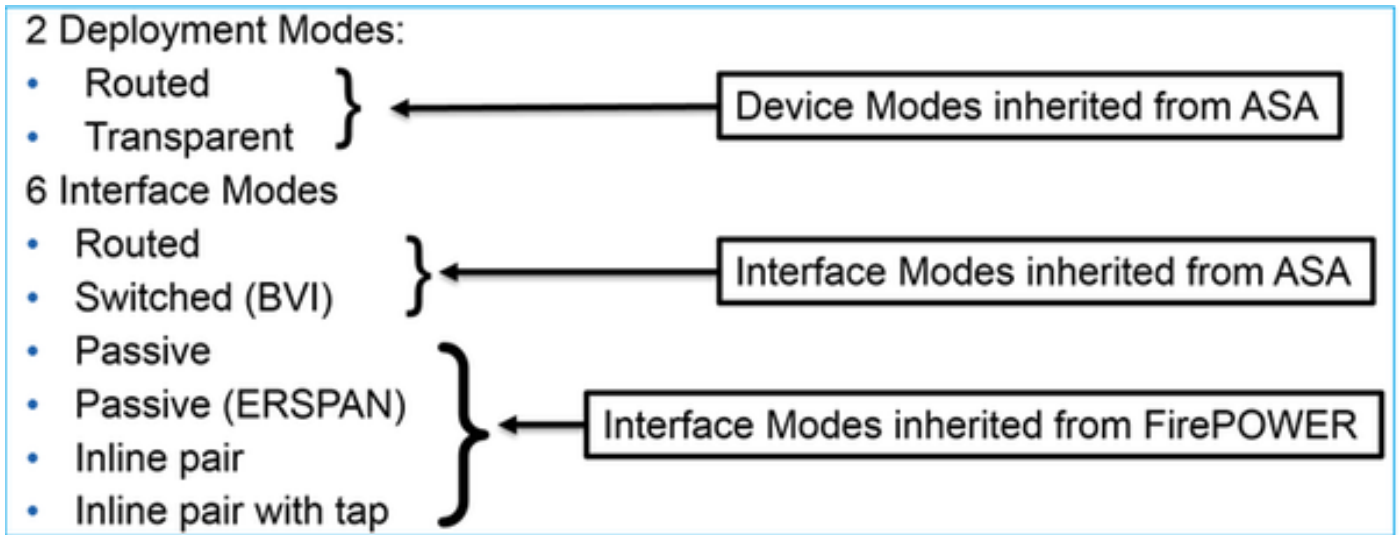 2 Deployment Modes:
• Routed
• Transparent
Device Modes inherited from ASA
6 Interface Modes
• Routed
• Switched (BVI)
Interface Modes inherited from ASA
• Passive
• Passive (ERSPAN)
• Inline pair
• Inline pair with tap
Interface Modes inherited from FirePOWER